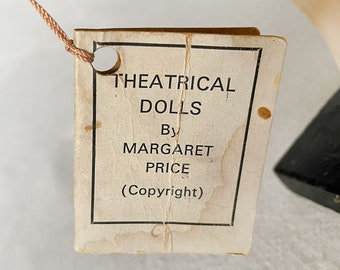 THEATRICAL
DOLLS
By
MARGARET
PRICE
(Copyright)